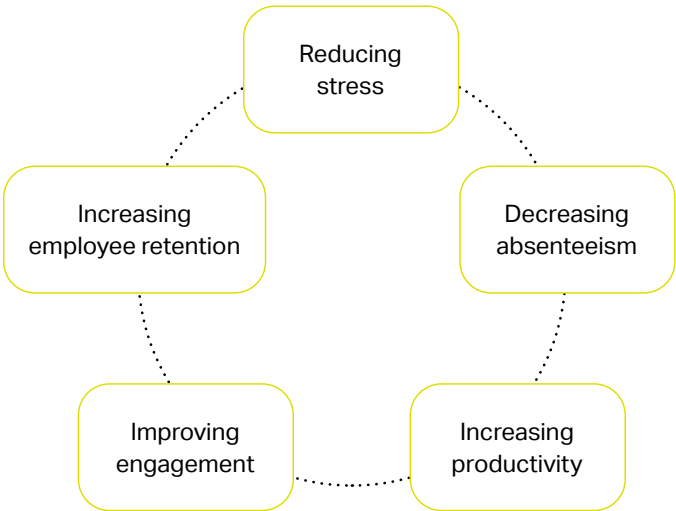 Reducing
stress
Increasing
employee retention
Decreasing
absenteeism
Improving
engagement
Increasing
productivity